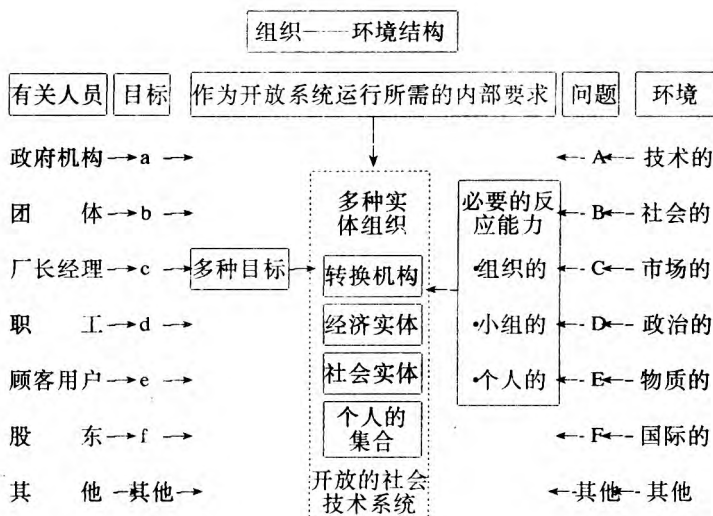 组织——环境结构
有关人员 目标 作为开放系统运行所需的内部要求 问题 环境
政府机构 a A 技术的
多种实体组织
必要的反应能力
团体 b B 社会的
厂长经理 c 多种目标 转换机构 •组织的 C 市场的
职工 d 经济实体 •小组的 D 政治的
顾客用户 e 社会实体 •个人的 E 物质的
股东 f 个人的集合 F 国际的
其他 其他 开放的社会技术系统 其他 其他